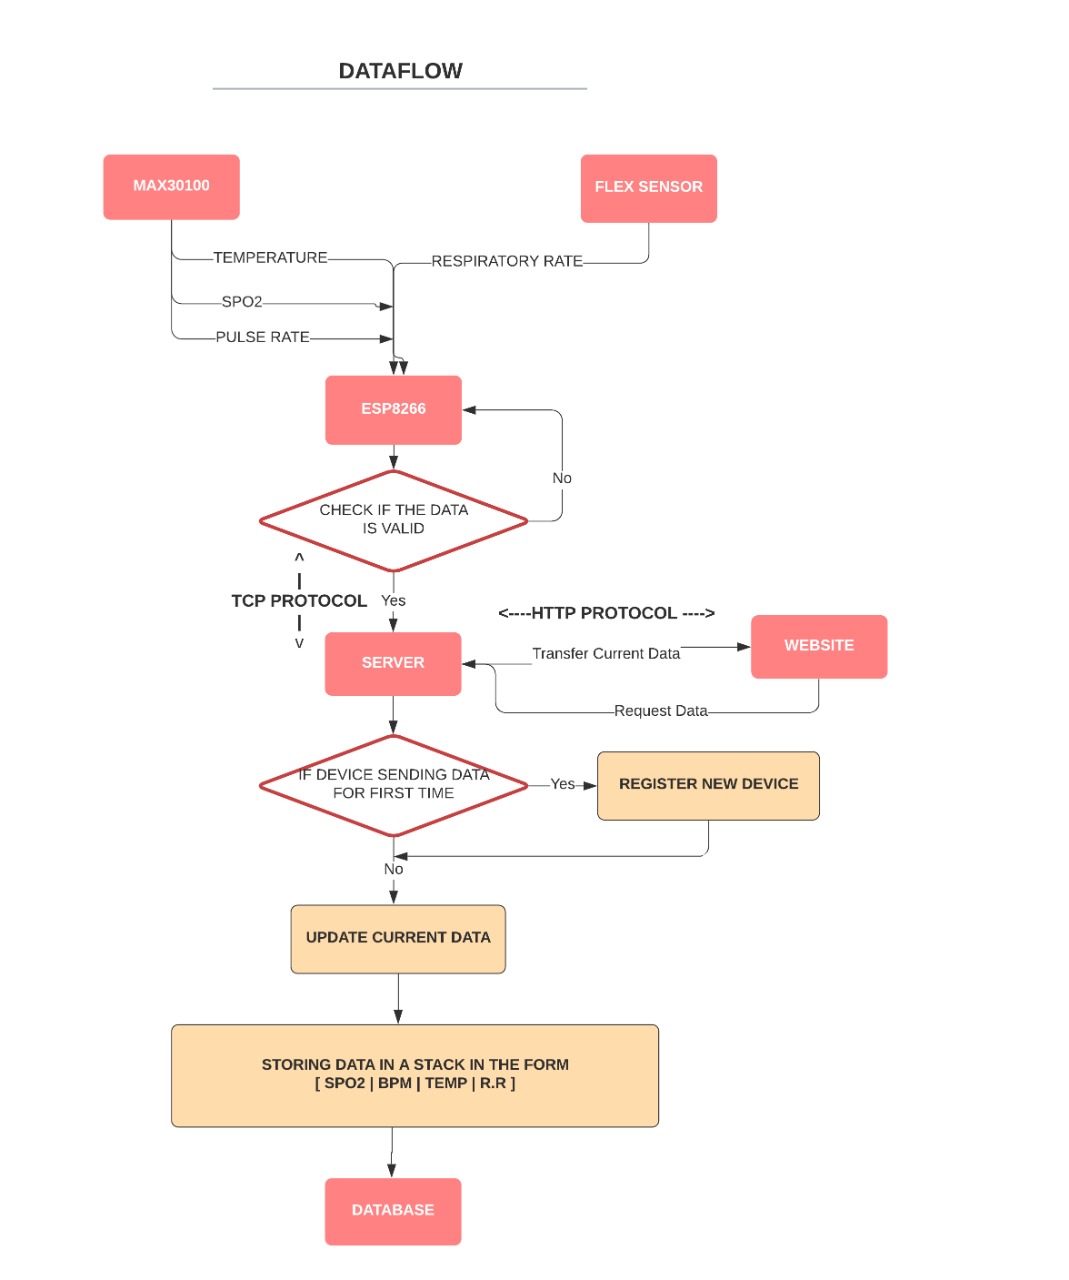 DATAFLOW
MAX30100
FLEX SENSOR
TEMPERATURE
RESPIRATORY RATE
SPO2
PULSE RATE
ESP8266
No
CHECK IF THE DATA
IS VALID
^
|
TCP PROTOCOL
|
v
Yes
<----HTTP PROTOCOL ---->
SERVER
Transfer Current Data
WEBSITE
Request Data
IF DEVICE SENDING DATA
FOR FIRST TIME
Yes
REGISTER NEW DEVICE
No
UPDATE CURRENT DATA
STORING DATA IN A STACK IN THE FORM
[ SPO2 | BPM | TEMP | R.R ]
DATABASE